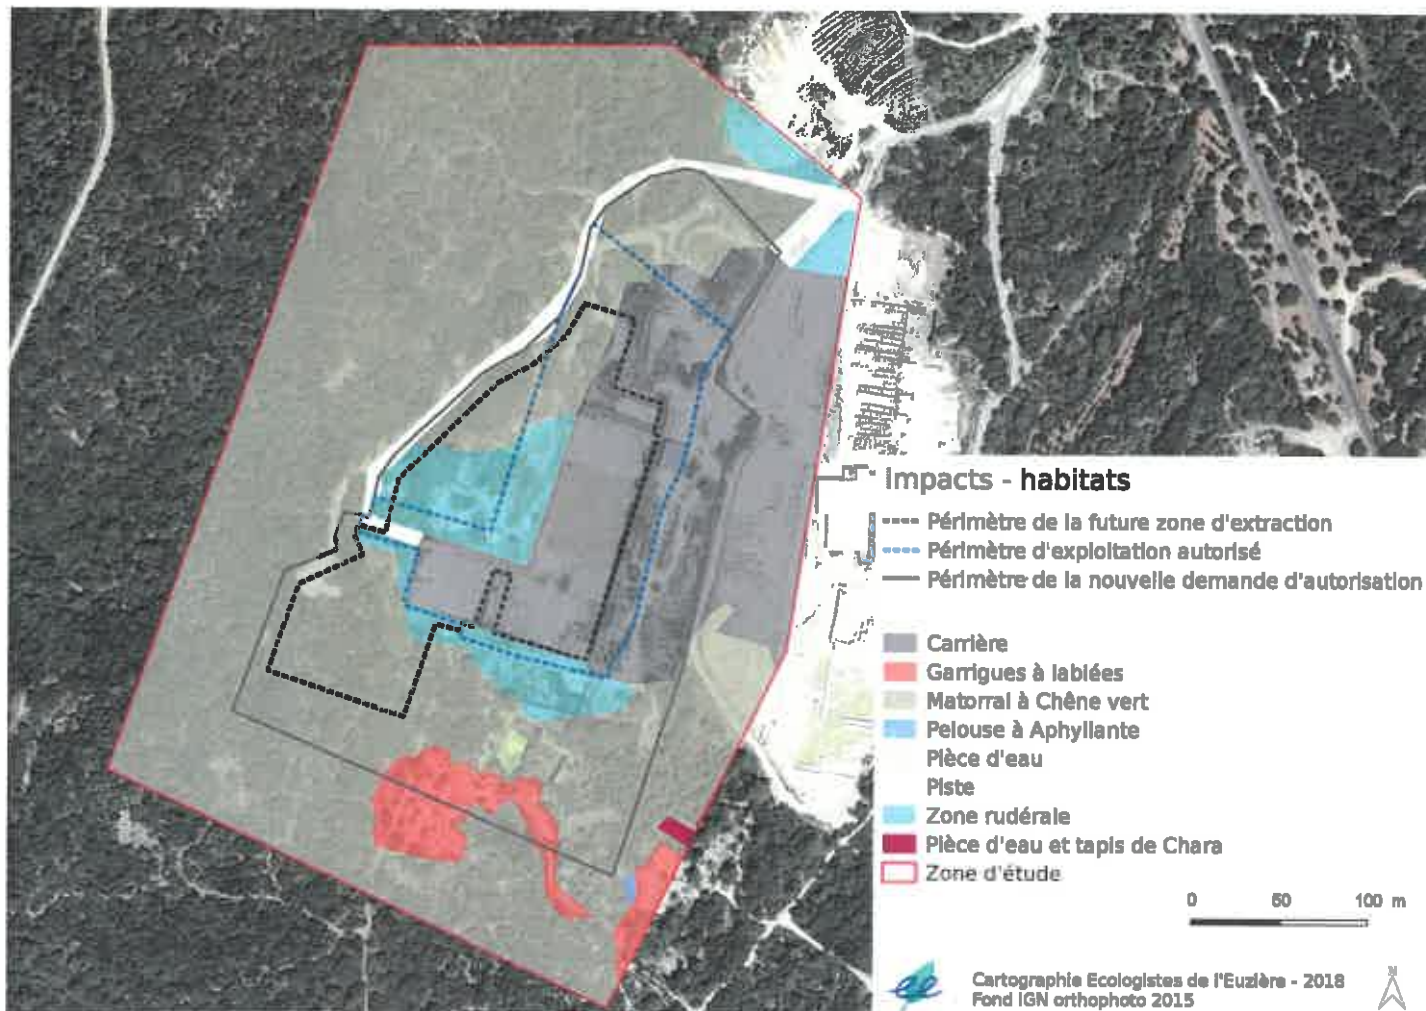 Impacts - habitats
Périmètre de la future zone d'extraction
Périmètre d'exploitation autorisé
Périmètre de la nouvelle demande d'autorisation
Carrière
Garrigues à labiées
Matorral à Chêne vert
Pelouse à Aphyllante
Pièce d'eau
Piste
Zone rudérale
Pièce d'eau et tapis de Chara
Zone d'étude
0 50 100 m
Cartographie Ecologistes de l'Euzière - 2018
Fond IGN orthophoto 2015
N